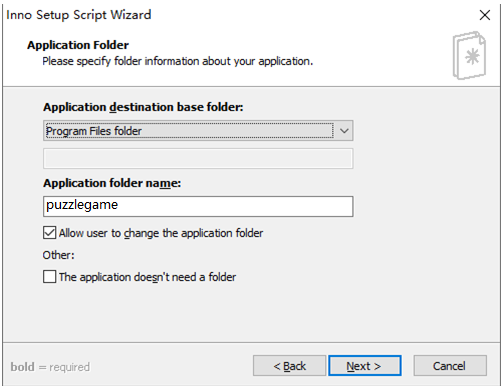 Inno Setup Script Wizard
Application Folder
Please specify folder information about your application.
Application destination base folder:
Program Files folder
Application folder name:
puzzlegame
Allow user to change the application folder
Other:
The application doesn't need a folder
bold = required
< Back
Next >
Cancel